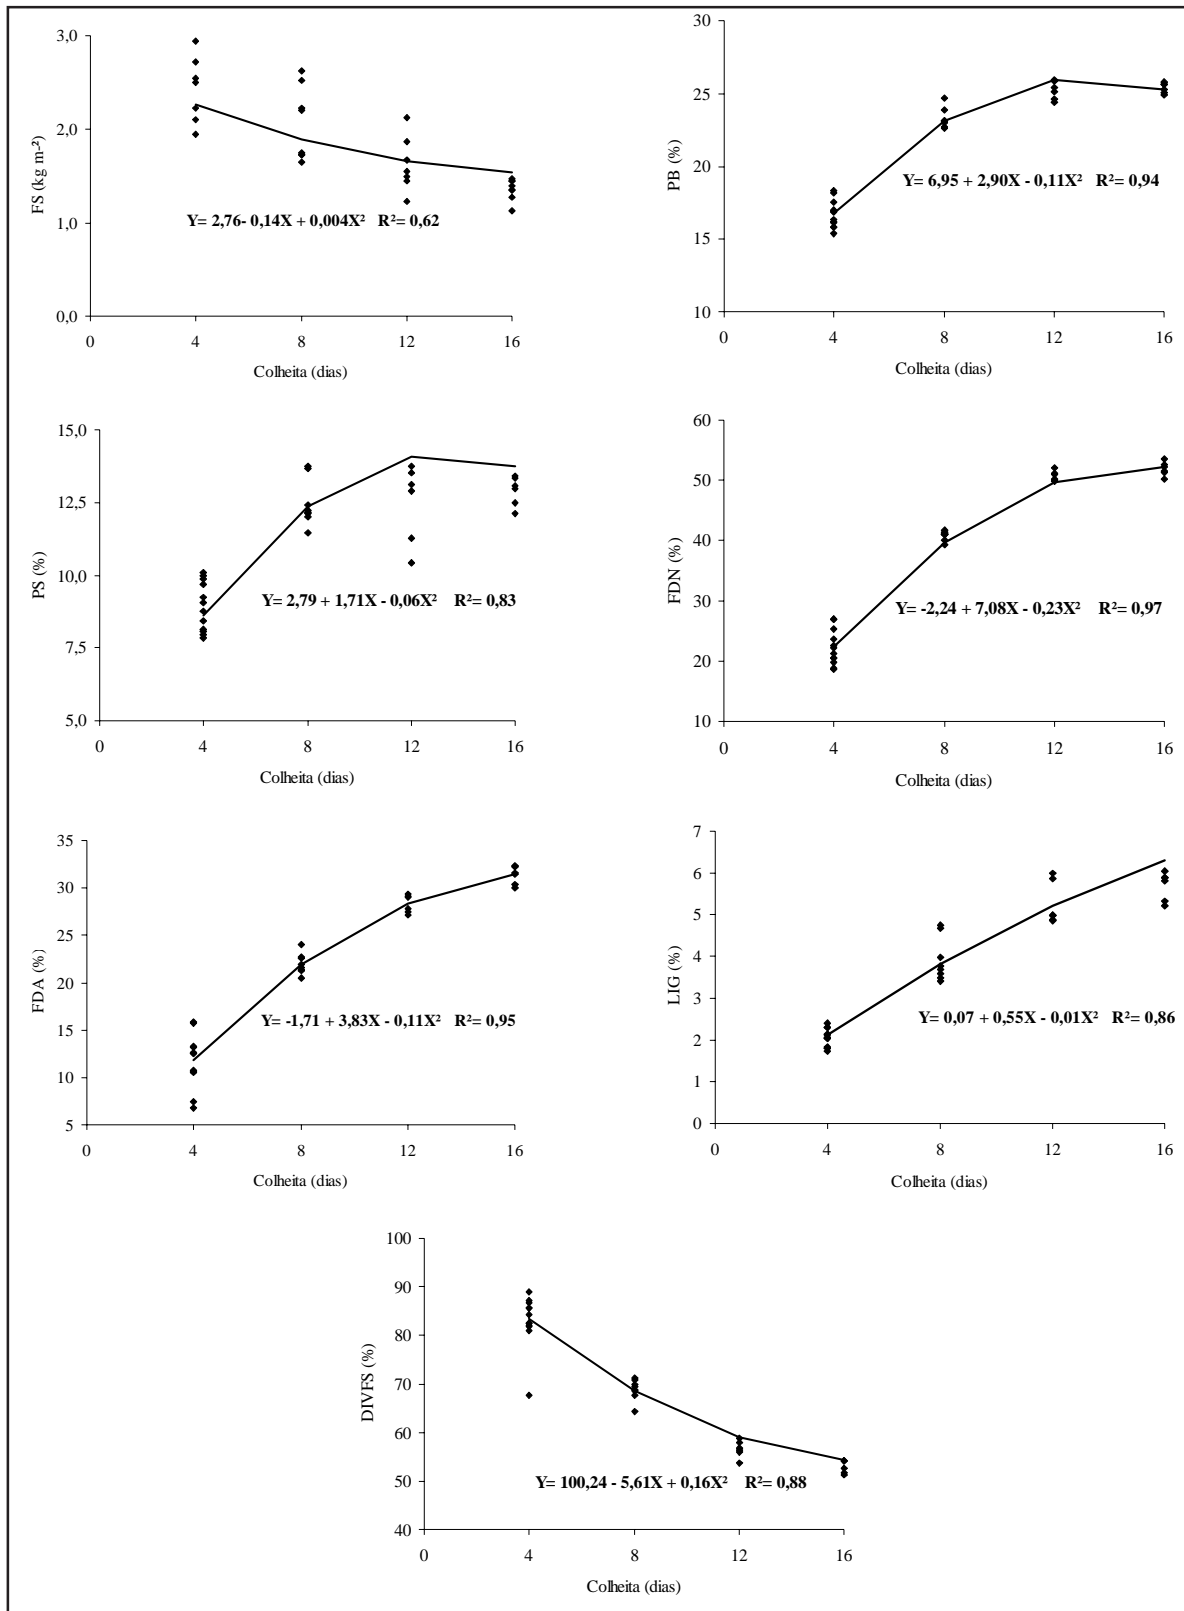 3,0
2,0
1,0
0,0
FS (kg m-²)
Y= 2,76- 0,14X + 0,004X² R²= 0,62
0 4 8 12 16
Colheita (dias)
30
25
20
15
10
PB (%)
Y= 6,95 + 2,90X - 0,11X² R²= 0,94
0 4 8 12 16
Colheita (dias)
15,0
12,5
10,0
7,5
5,0
PS (%)
Y= 2,79 + 1,71X - 0,06X² R²= 0,83
0 4 8 12 16
Colheita (dias)
60
50
40
30
20
10
FDN (%)
Y= -2,24 + 7,08X - 0,23X² R²= 0,97
0 4 8 12 16
Colheita (dias)
35
30
25
20
15
10
5
FDA (%)
Y= -1,71 + 3,83X - 0,11X² R²= 0,95
0 4 8 12 16
Colheita (dias)
7
6
5
4
3
2
1
0
LIG (%)
Y= 0,07 + 0,55X - 0,01X² R²= 0,86
0 4 8 12 16
Colheita (dias)
100
90
80
70
60
50
40
DIVFS (%)
Y= 100,24 - 5,61X + 0,16X² R²= 0,88
0 4 8 12 16
Colheita (dias)